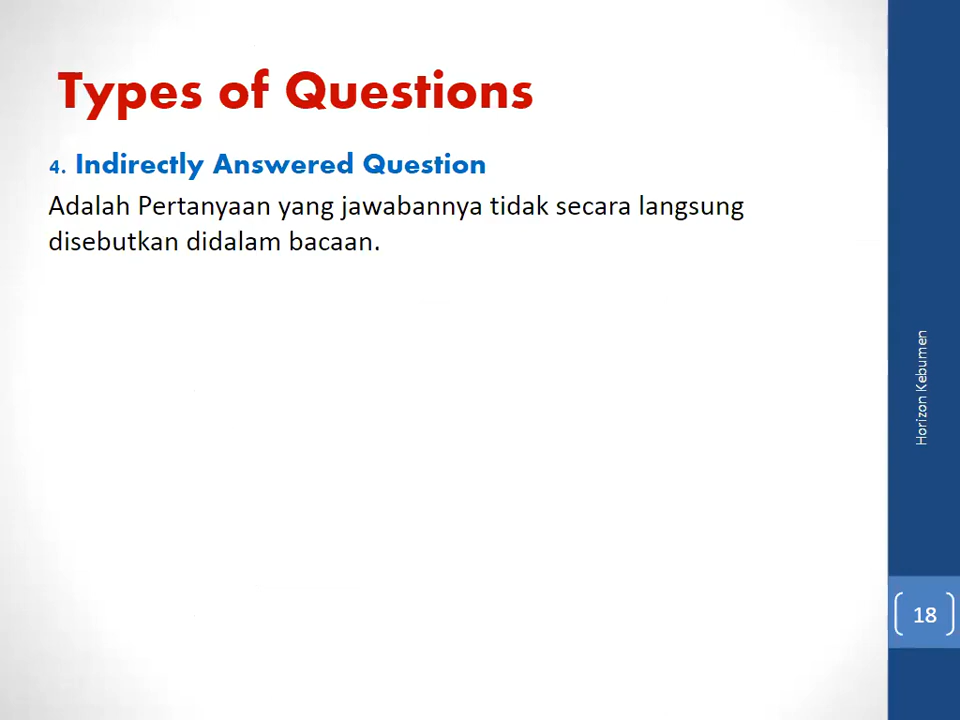 Types of Questions
4. Indirectly Answered Question
Adalah Pertanyaan yang jawabannya tidak secara langsung
disebutkan didalam bacaan.
Horizon Kebumen
18